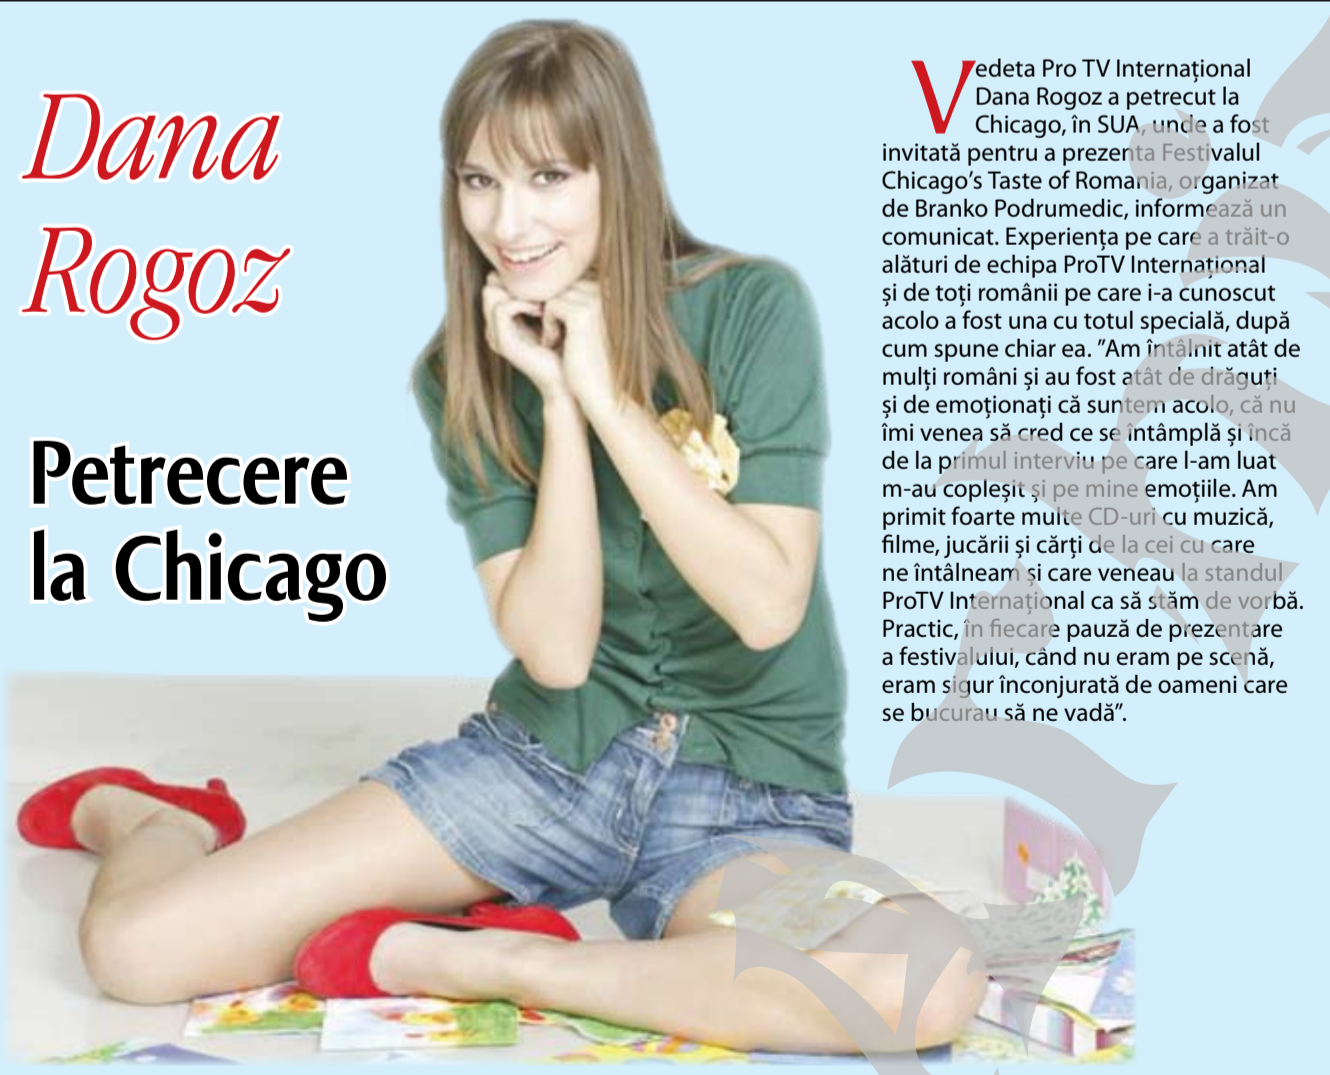 Dana
Rogoz
Petrecere
la Chicago
Vedeta Pro TV Internațional
Dana Rogoz a petrecut la
Chicago, în SUA, unde a fost
invitată pentru a prezenta Festivalul
Chicago’s Taste of Romania, organizat
de Branko Podrumedic, informează un
comunicat. Experiența pe care a trăit-o
alături de echipa ProTV Internațional
și de toți românii pe care i-a cunoscut
acolo a fost una cu totul specială, după
cum spune chiar ea. ”Am întâlnit atât de
mulți români și au fost atât de drăguți
și de emoționați că suntem acolo, că nu
îmi venea să cred ce se întâmplă și încă
de la primul interviu pe care l-am luat
m-au copleșit și pe mine emoțiile. Am
primit foarte multe CD-uri cu muzică,
filme, jucării și cărți de la cei cu care
ne întâlneam și care veneau la standul
ProTV Internațional ca să stăm de vorbă.
Practic, în fiecare pauză de prezentare
a festivalului, când nu eram pe scenă,
eram sigur înconjurată de oameni care
se bucurau să ne vadă”.